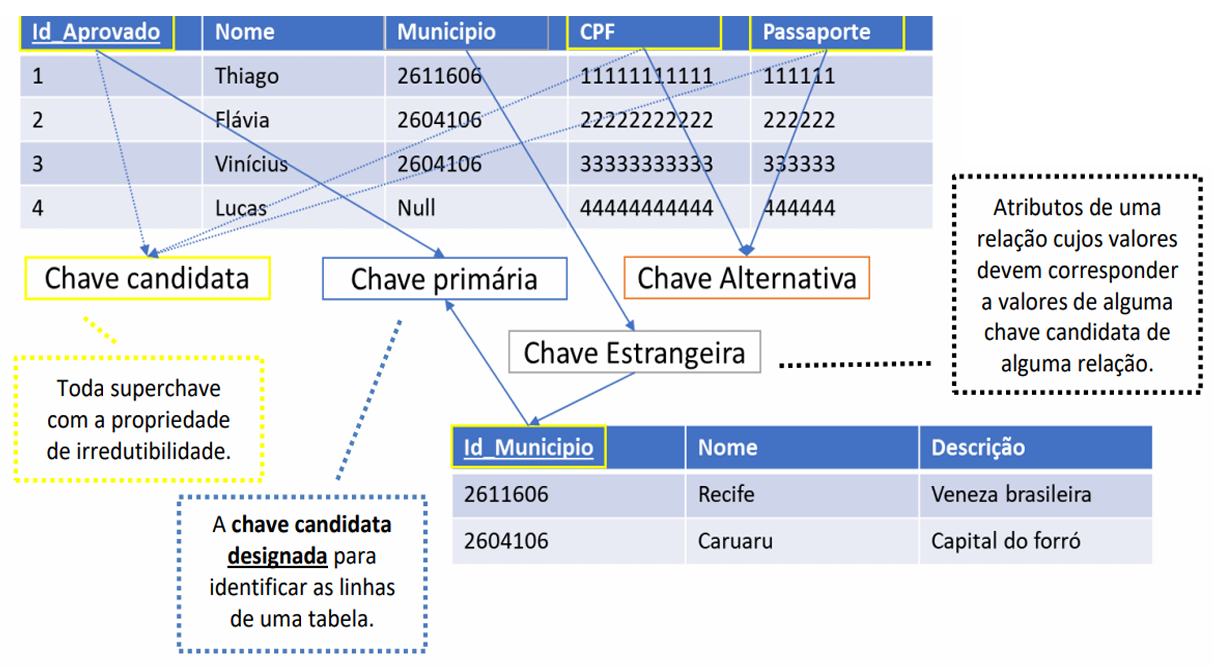 Id_Aprovado Nome Municipio CPF Passaporte
1 Thiago 2611606 11111111111 111111
2 Flávia 2604106 22222222222 222222
3 Vinícius 2604106 33333333333 333333
4 Lucas Null 44444444444 444444
Chave candidata
Chave primária
Chave Alternativa
Chave Estrangeira
Atributos de uma
relação cujos valores
devem corresponder
a valores de alguma
chave candidata de
alguma relação.
Toda superchave
com a propriedade
de irredutibilidade.
A chave candidata
designada para
identificar as linhas
de uma tabela.
Id_Municipio Nome Descrição
2611606 Recife Veneza brasileira
2604106 Caruaru Capital do forró